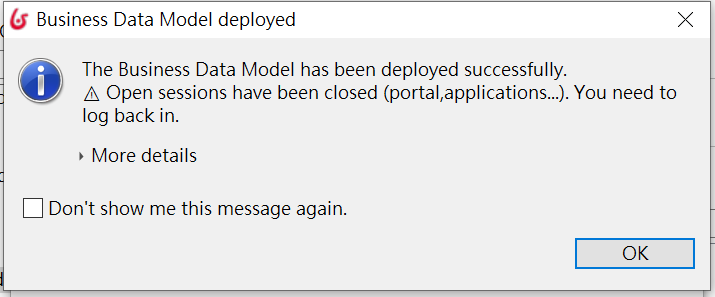 Business Data Model deployed
The Business Data Model has been deployed successfully.
⚠ Open sessions have been closed (portal,applications...). You need to
log back in.
More details
Don't show me this message again.
OK